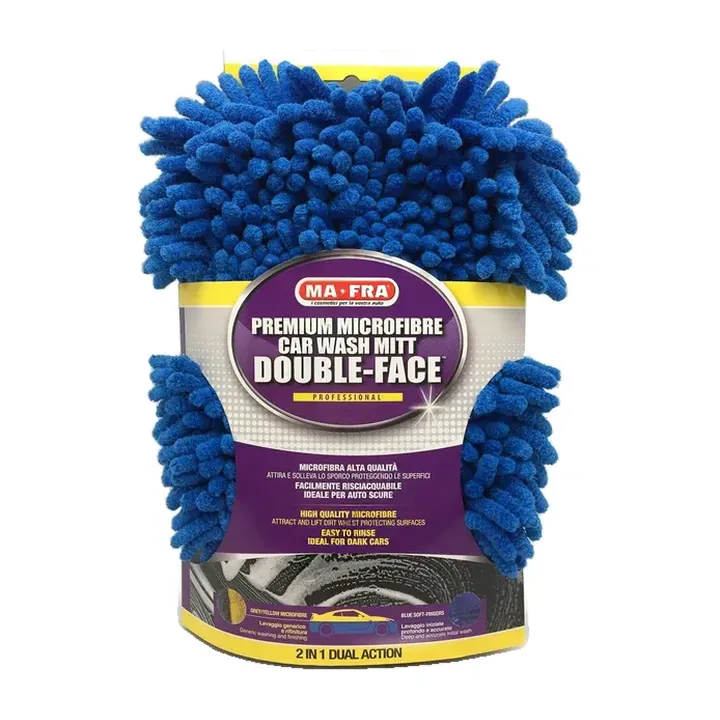 MA·FRA
i cosmetici per la vostra auto
PREMIUM MICROFIBRE
CAR WASH MITT
DOUBLE-FACE™
PROFESSIONAL
MICROFIBRA ALTA QUALITÀ
ATTIRA E SOLLEVA LO SPORCO PROTEGGENDO LE SUPERFICI
FACILMENTE RISCIACQUABILE
IDEALE PER AUTO SCURE
HIGH QUALITY MICROFIBRE
ATTRACT AND LIFT DIRT WHILST PROTECTING SURFACES
EASY TO RINSE
IDEAL FOR DARK CARS
GREY/YELLOW MICROFIBRE
Lavaggio generico
e rifinitura
Generic washing and finishing
BLUE SOFT-FINGERS
Lavaggio iniziale
profondo e accurato
Deep and accurate initial wash
2 IN 1 DUAL ACTION